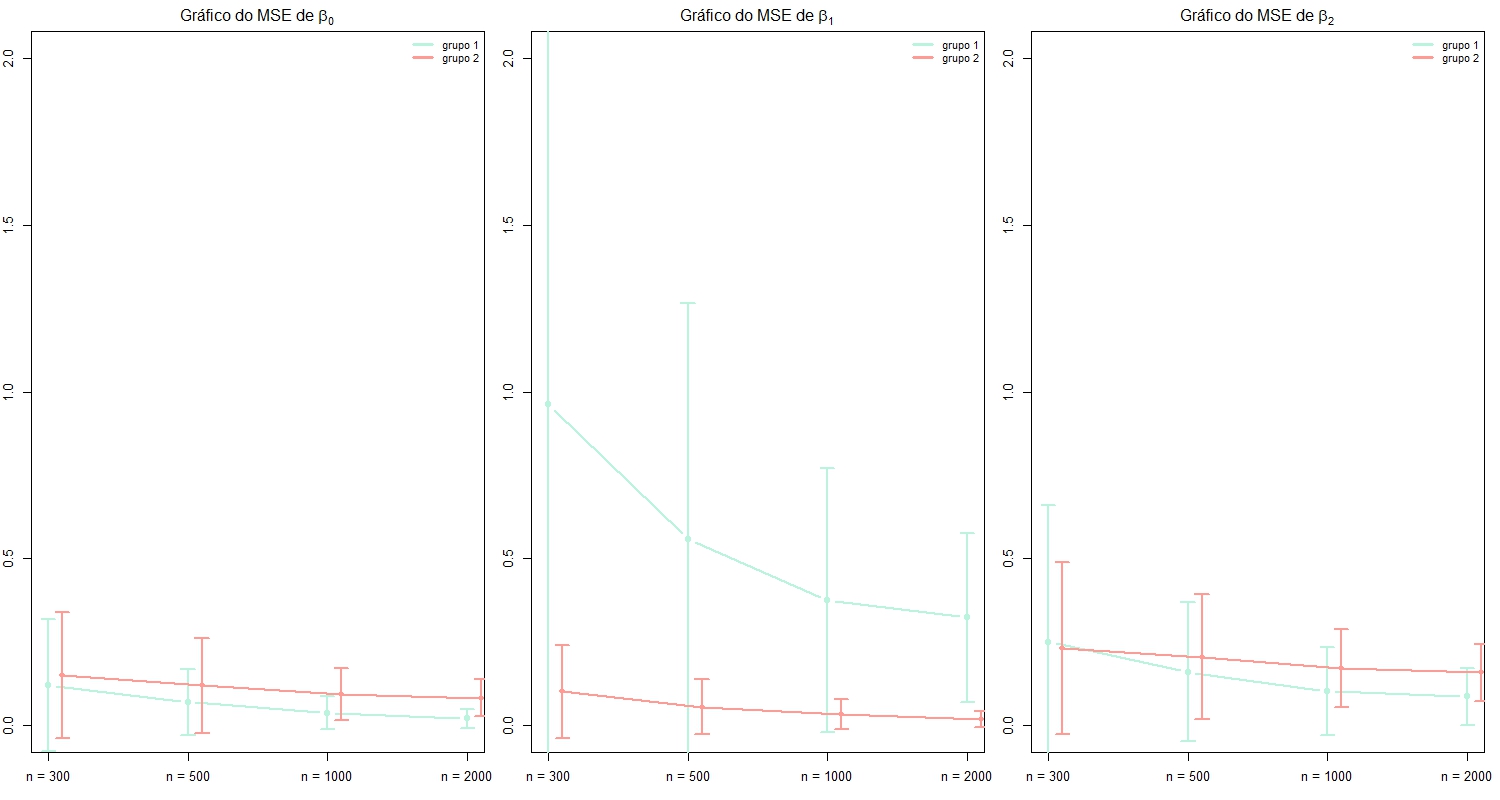 Gráfico do MSE de β0
grupo 1
grupo 2
2.0
1.5
1.0
0.5
0.0
n = 300
n = 500
n = 1000
n = 2000
Gráfico do MSE de β1
grupo 1
grupo 2
2.0
1.5
1.0
0.5
0.0
n = 300
n = 500
n = 1000
n = 2000
Gráfico do MSE de β2
grupo 1
grupo 2
2.0
1.5
1.0
0.5
0.0
n = 300
n = 500
n = 1000
n = 2000